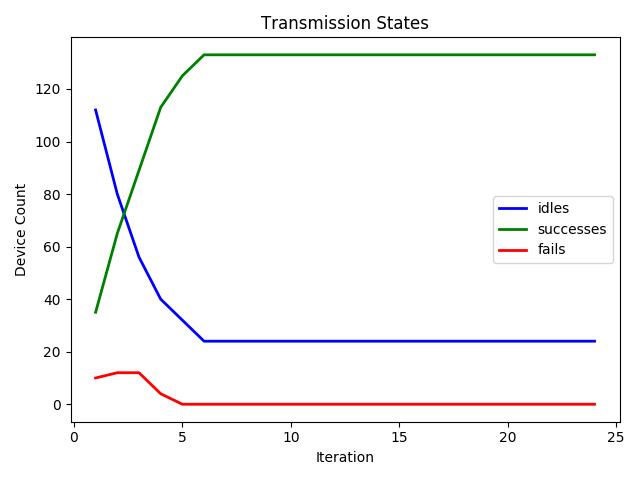 Transmission States
Device Count
120
100
80
60
40
20
0
0 5 10 15 20 25
Iteration
idles
successes
fails